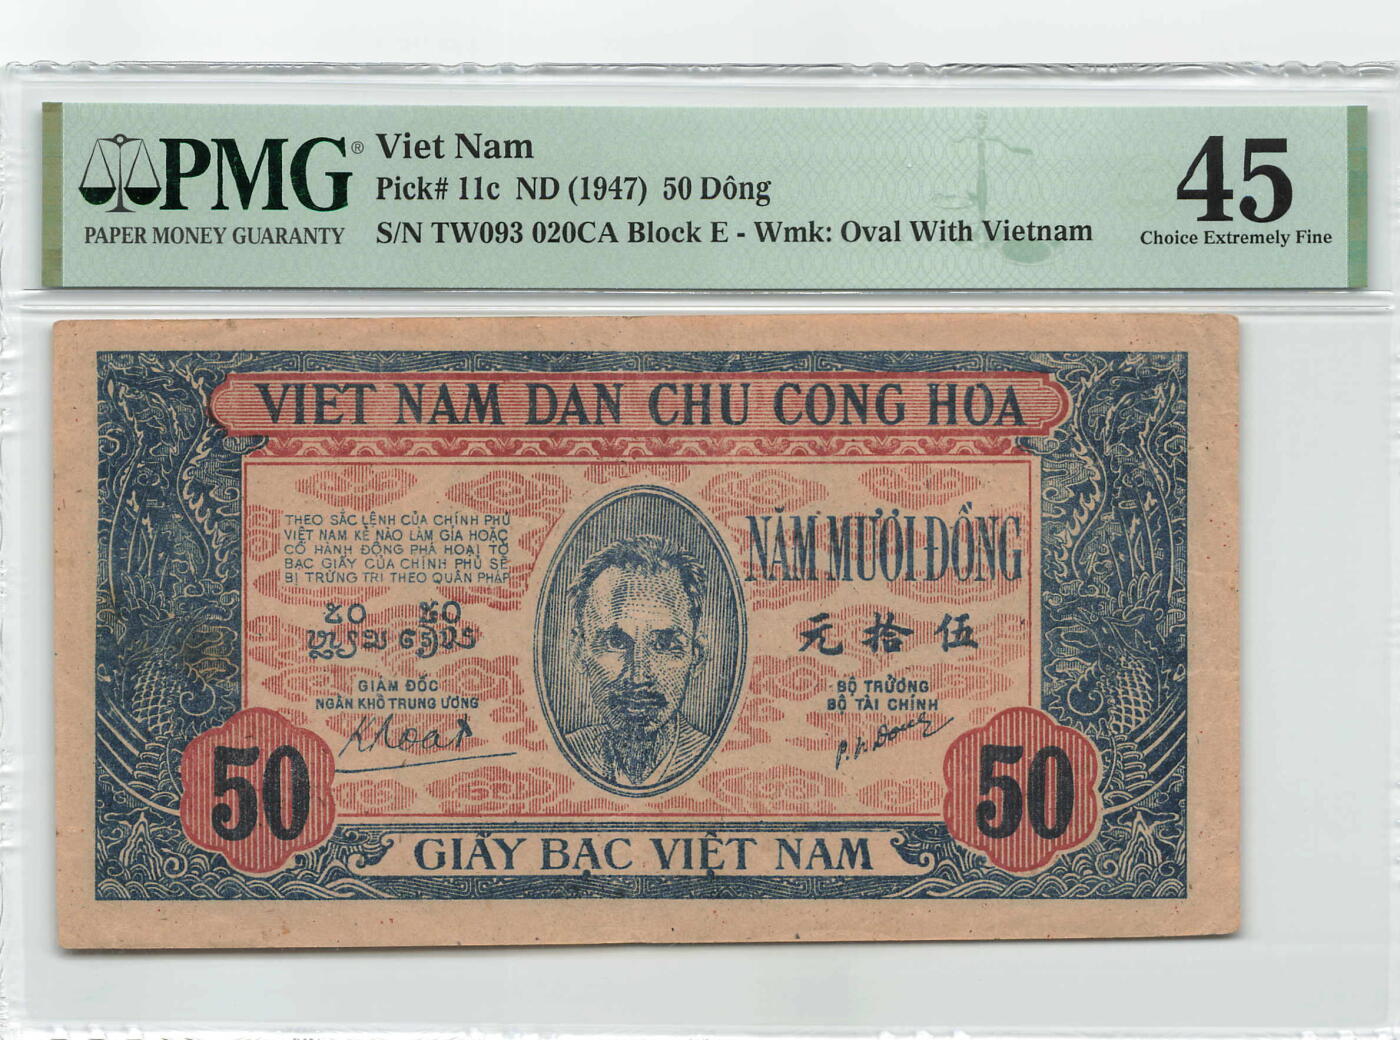 PMG®
PAPER MONEY GUARANTY
Viet Nam
Pick# 11c ND (1947) 50 Dông
S/N TW093 020CA Block E - Wmk: Oval With Vietnam
45
Choice Extremely Fine
VIET NAM DAN CHU CONG HOA
THEO SẮC LỆNH CỦA CHÍNH PHỦ
VIỆT NAM KẺ NÀO LÀM GIẢ HOẶC
CÓ HÀNH ĐỘNG PHÁ HOẠI TỜ
BẠC GIẤY CỦA CHÍNH PHỦ SẼ
BỊ TRỪNG TRỊ THEO QUÂN PHÁP
NĂM MƯƠI ĐỒNG
元拾伍
GIÁM ĐỐC
NGÂN KHỐ TRUNG ƯƠNG
BỘ TRƯỞNG
BỘ TÀI CHÍNH
50
50
GIẤY BẠC VIỆT NAM